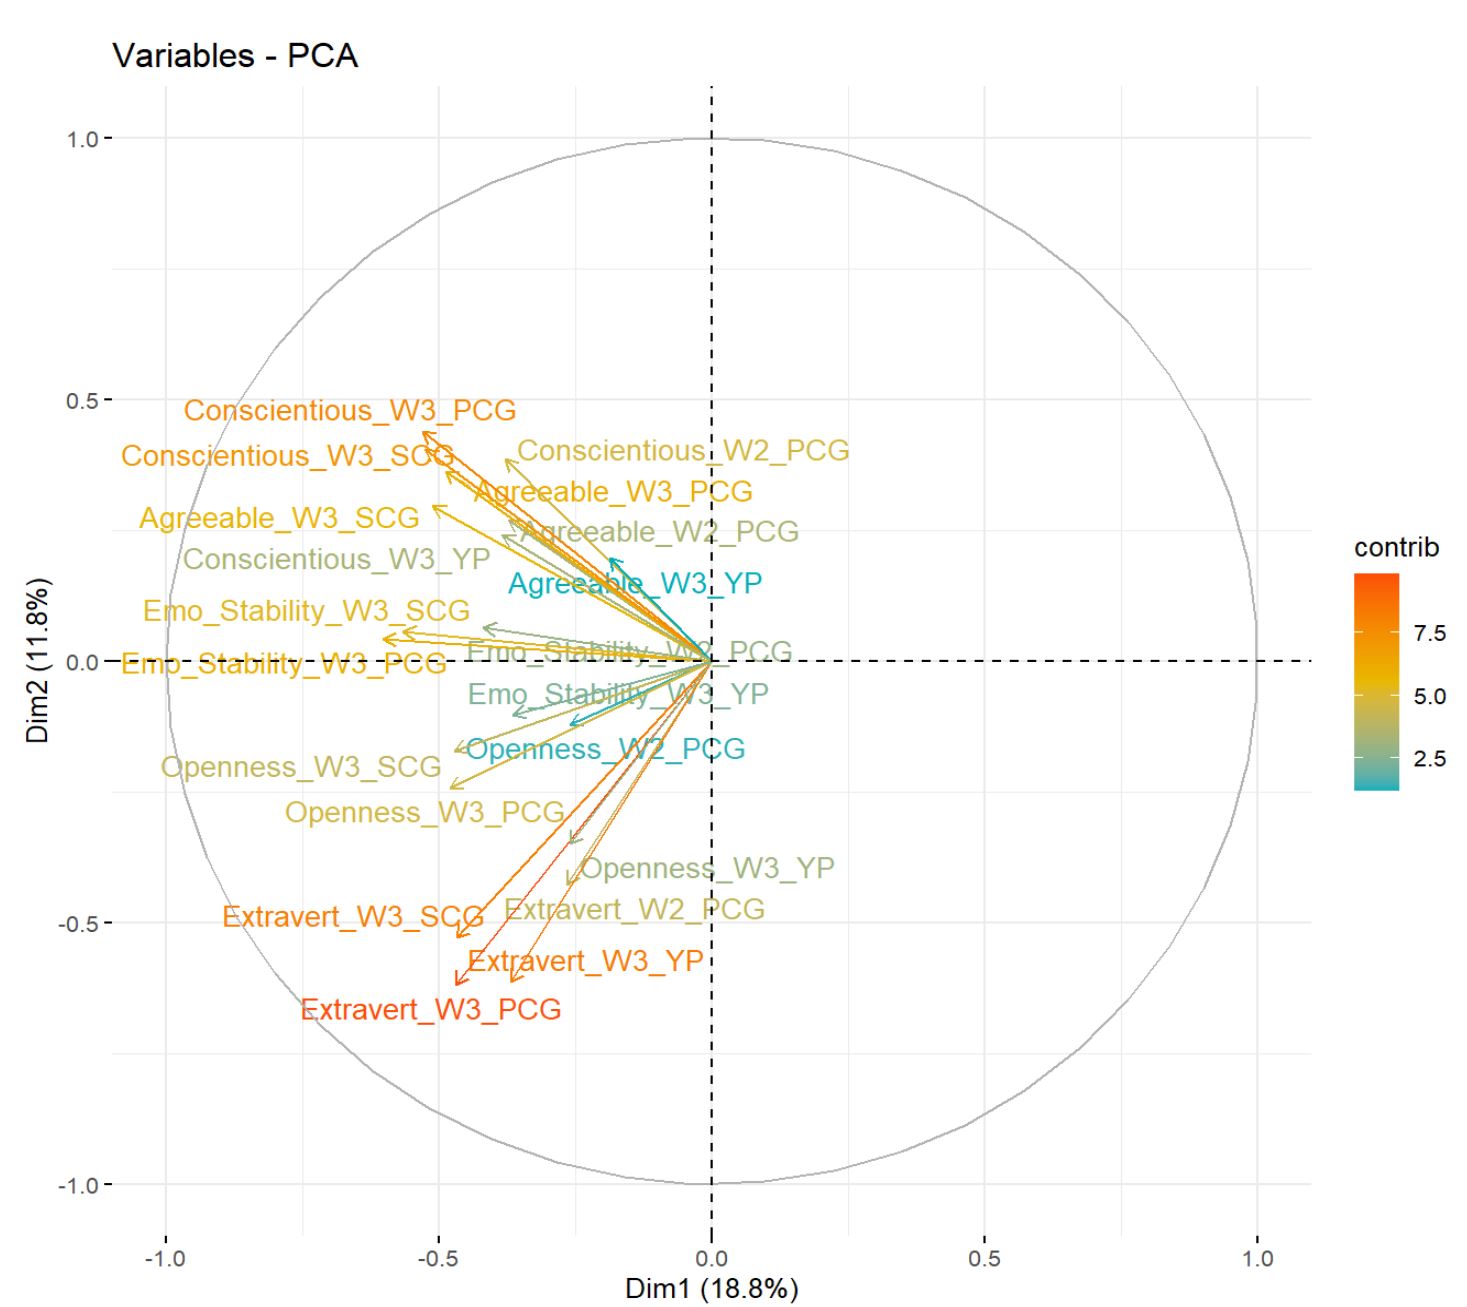 Variables - PCA
1.0
0.5
Conscientious_W3_PCG
Conscientious_W3_SCG
Conscientious_W2_PCG
Agreeable_W3_PCG
Agreeable_W3_SCG
Agreeable_W2_PCG
Conscientious_W3_YP
Agreeable_W3_YP
Emo_Stability_W3_SCG
Emo_Stability_W2_PCG
0.0
Emo_Stability_W3_PCG
Emo_Stability_W3_YP
Openness_W2_PCG
Openness_W3_SCG
Openness_W3_PCG
Openness_W3_YP
Extravert_W3_SCG
Extravert_W2_PCG
-0.5
Extravert_W3_YP
Extravert_W3_PCG
-1.0
Dim2 (11.8%)
-1.0 -0.5 0.0 0.5 1.0
Dim1 (18.8%)
contrib
7.5
5.0
2.5